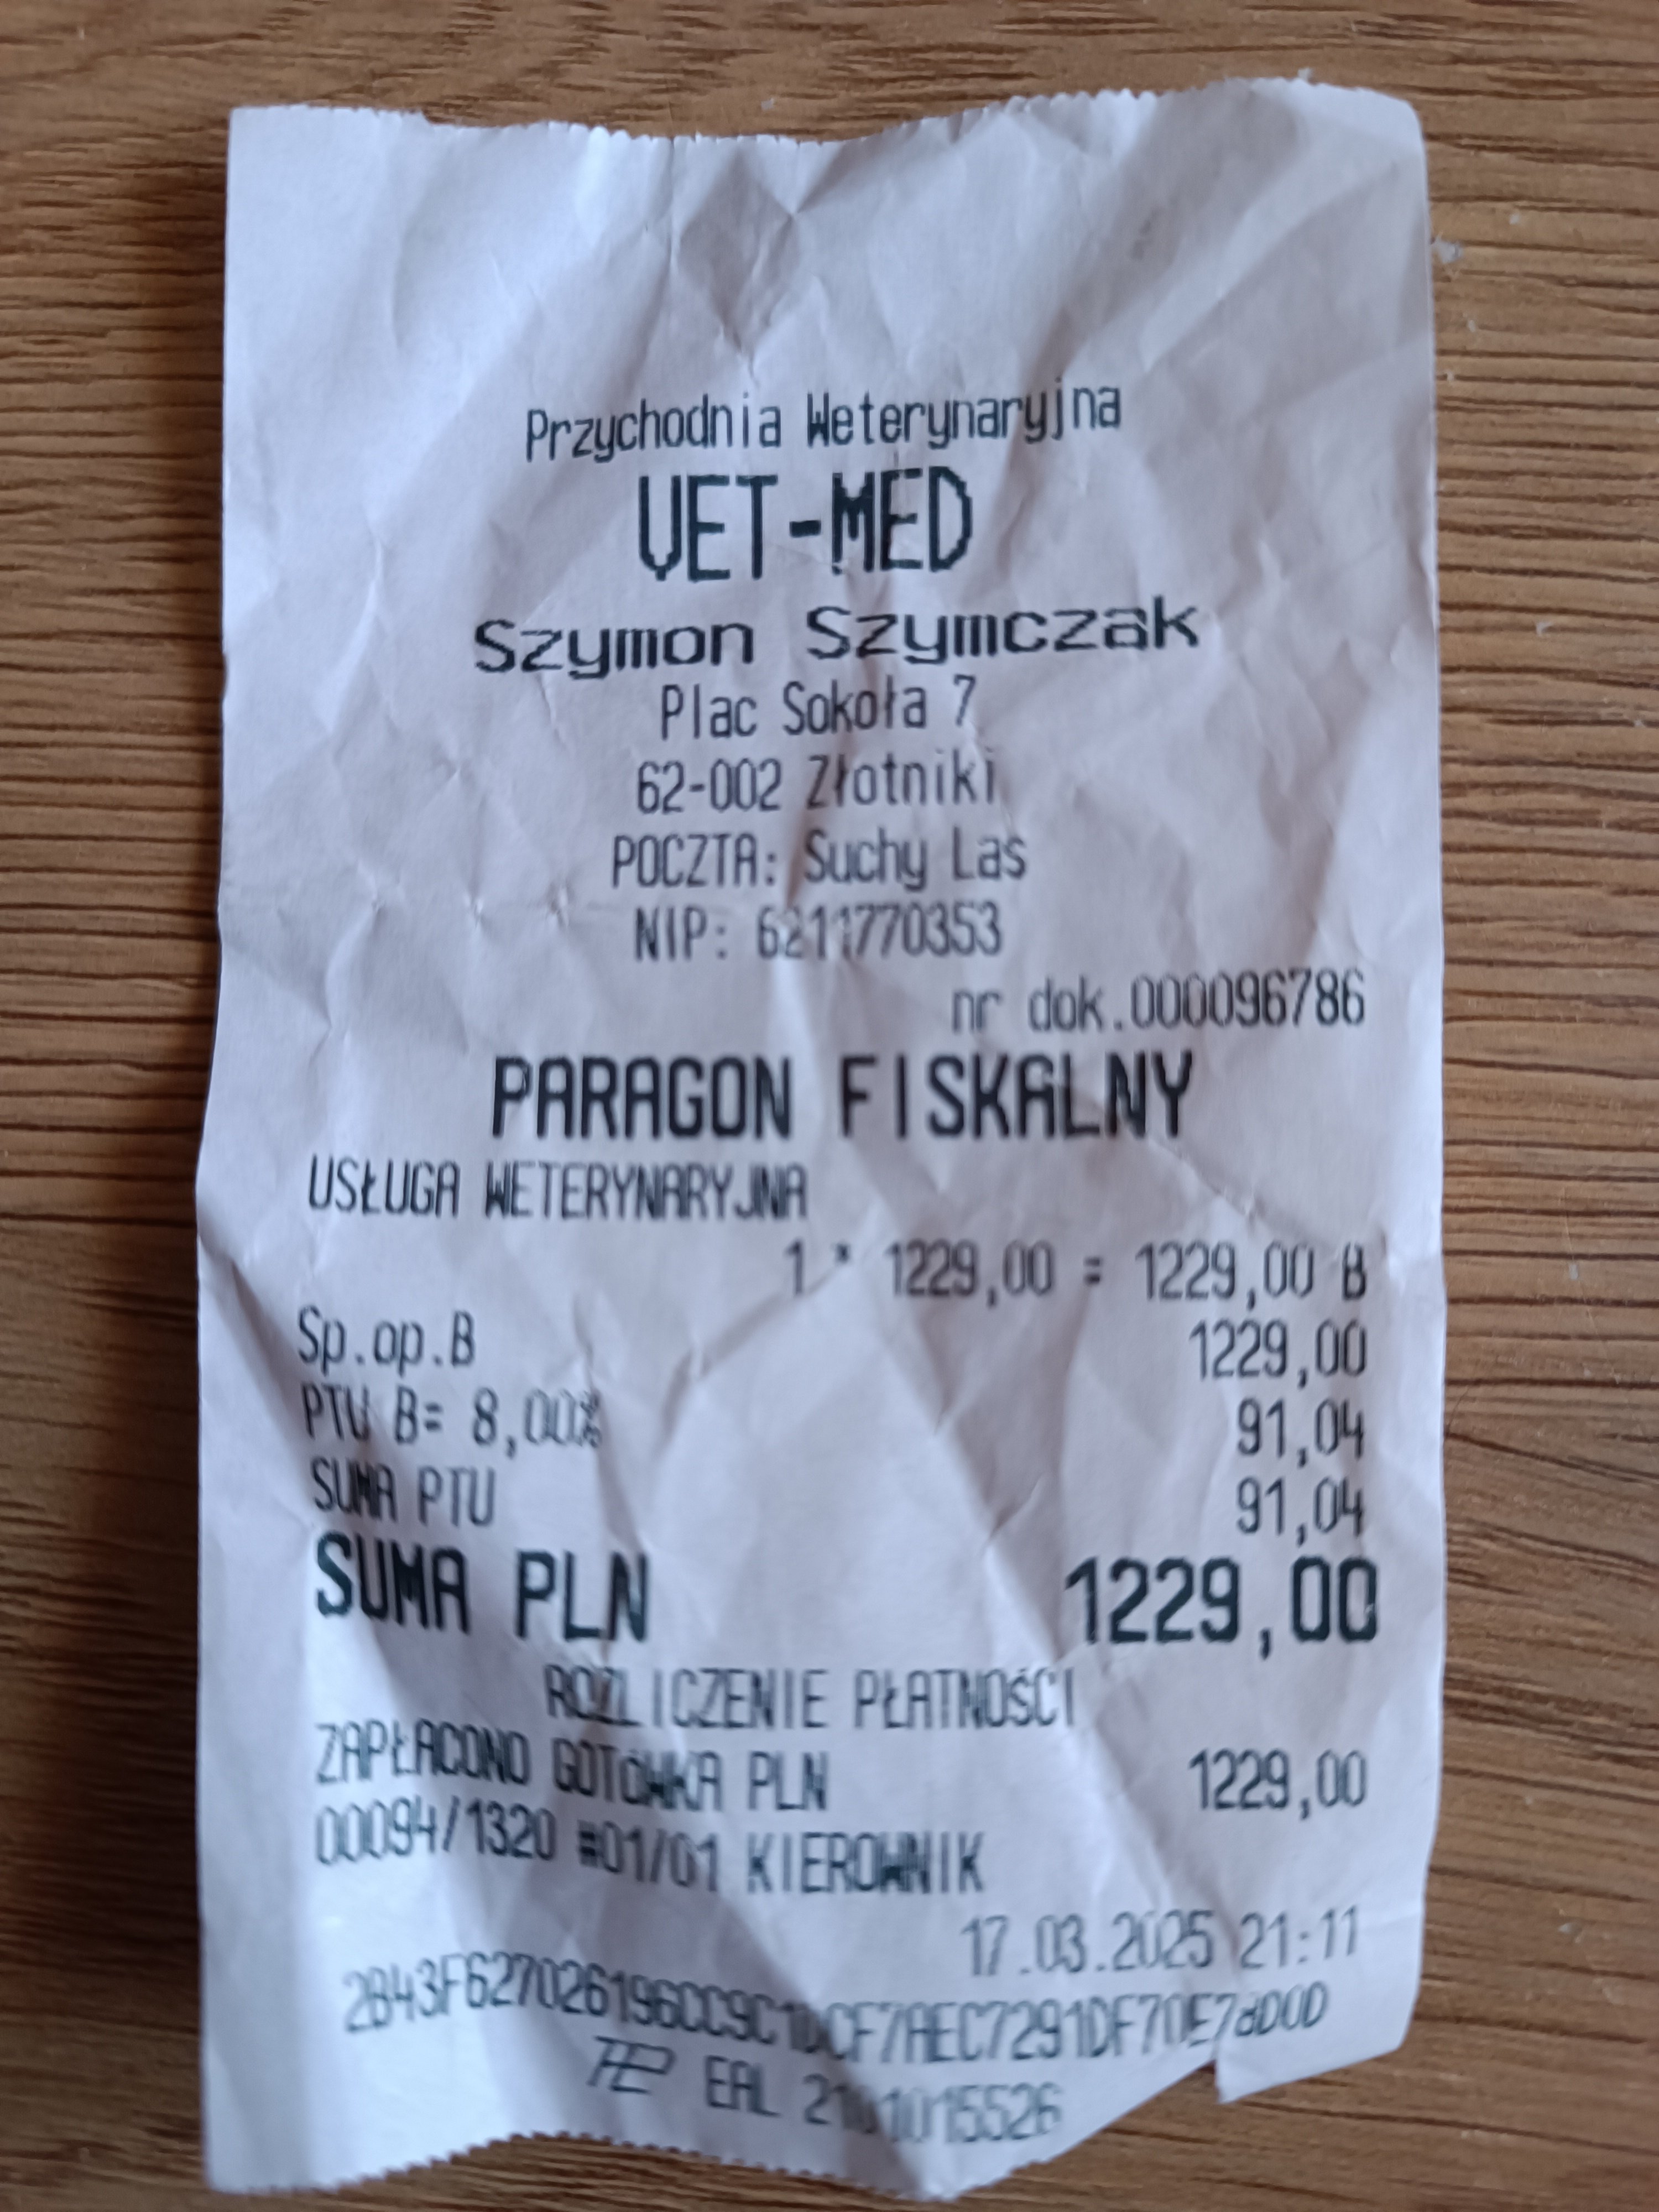 Przychodnia Weterynaryjna
VET-MED
Szymon Szymczak
Plac Sokoła 7
62-002 Złotniki
POCZTA: Suchy Las
NIP: 6211770353
nr dok.000096786
PARAGON FISKALNY
USŁUGA WETERYNARYJNA
1 * 1229,00 = 1229,00 B
Sp.op.B 1229,00
PTU B= 8,00% 91,04
SUMA PTU 91,04
SUMA PLN 1229,00
ROZLICZENIE PŁATNOŚCI
ZAPŁACONO GOTÓWKA PLN 1229,00
00094/1320 #01/01 KIEROWNIK
17.03.2025 21:11
EAL 2101015526